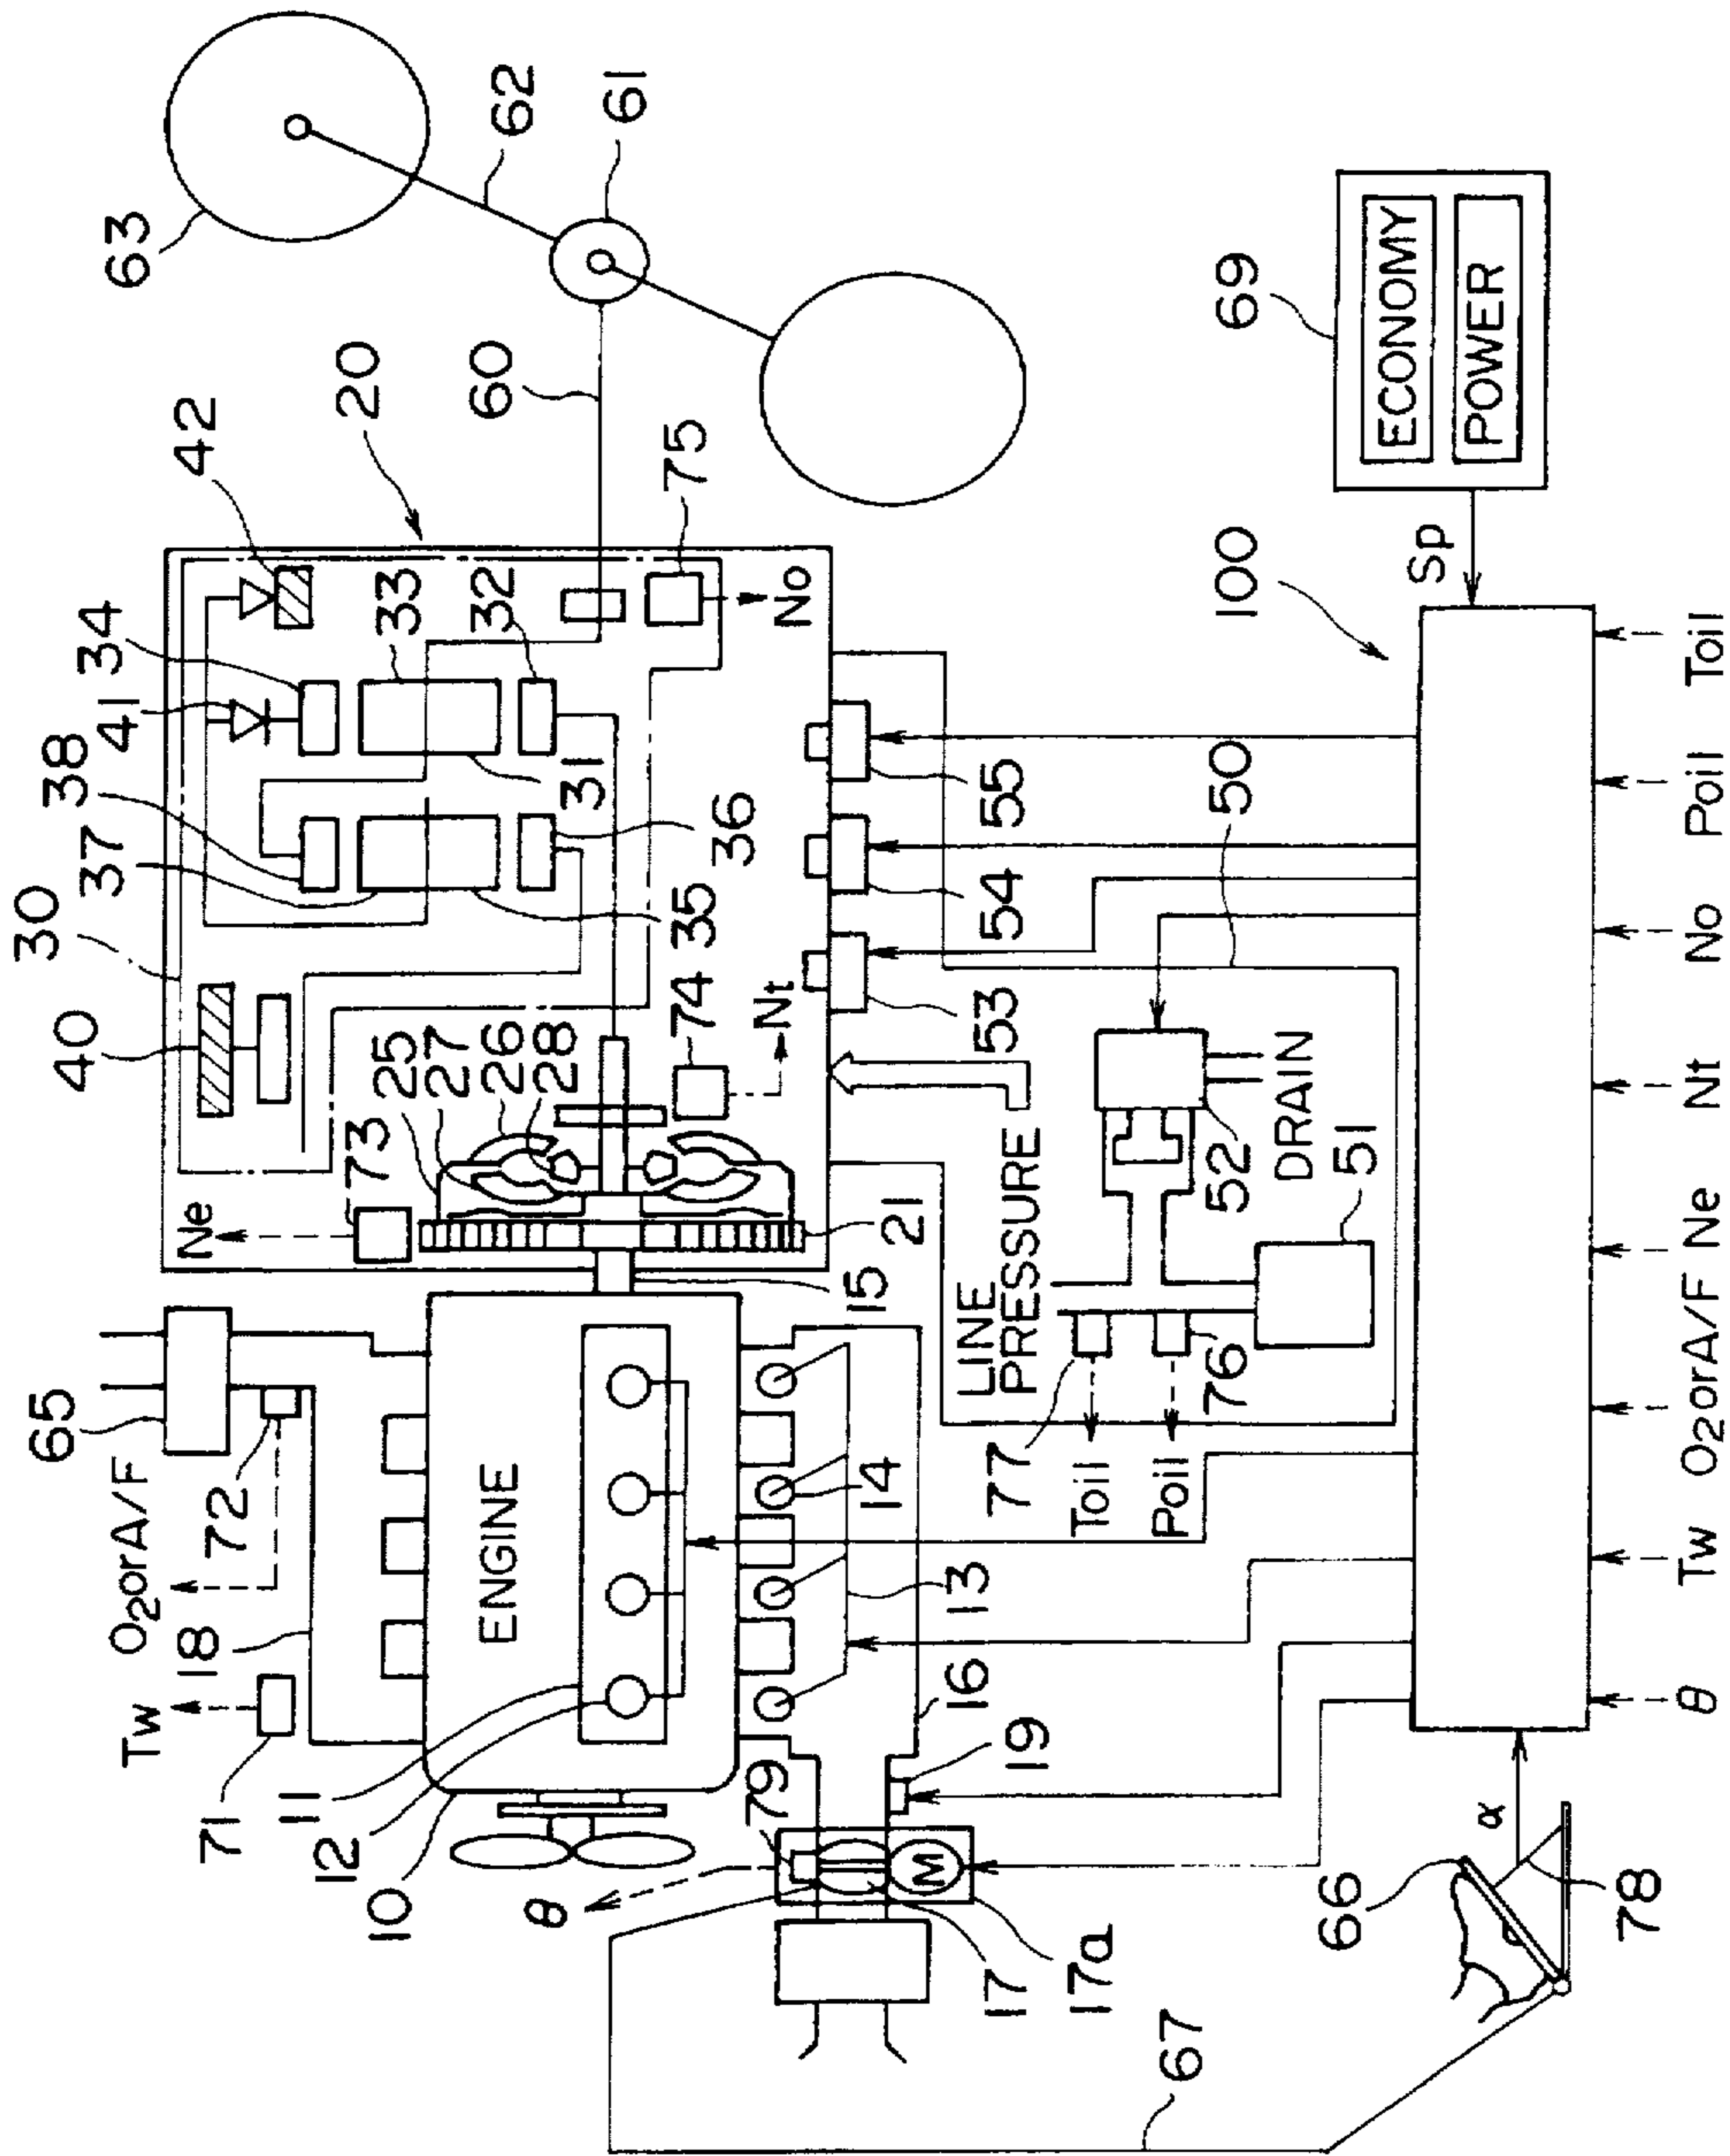 63
62
61
60
20
42
75
No
34
33
32
41
38
31
37
36
30
35
40
25
27
26
28
74
Nt
73
Ne
21
15
55
54
53
50
65
72
O2orA/F
18
Tw
71
ENGINE
11
12
10
14
13
16
19
79
θ
M
17
17a
67
LINE
PRESSURE
DRAIN
52
51
77
76
Toil
Poil
69
ECONOMY
POWER
Sp
100
α
66
78
θ
Tw
O2orA/F
Ne
Nt
No
Poil
Toil